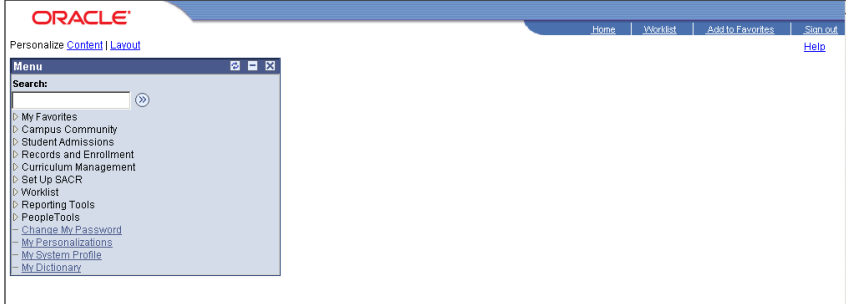 ORACLE
Home Worklist Add to Favorites Sign out
Personalize Content | Layout
Help
Menu
Search:
My Favorites
Campus Community
Student Admissions
Records and Enrollment
Curriculum Management
Set Up SACR
Worklist
Reporting Tools
PeopleTools
Change My Password
My Personalizations
My System Profile
My Dictionary